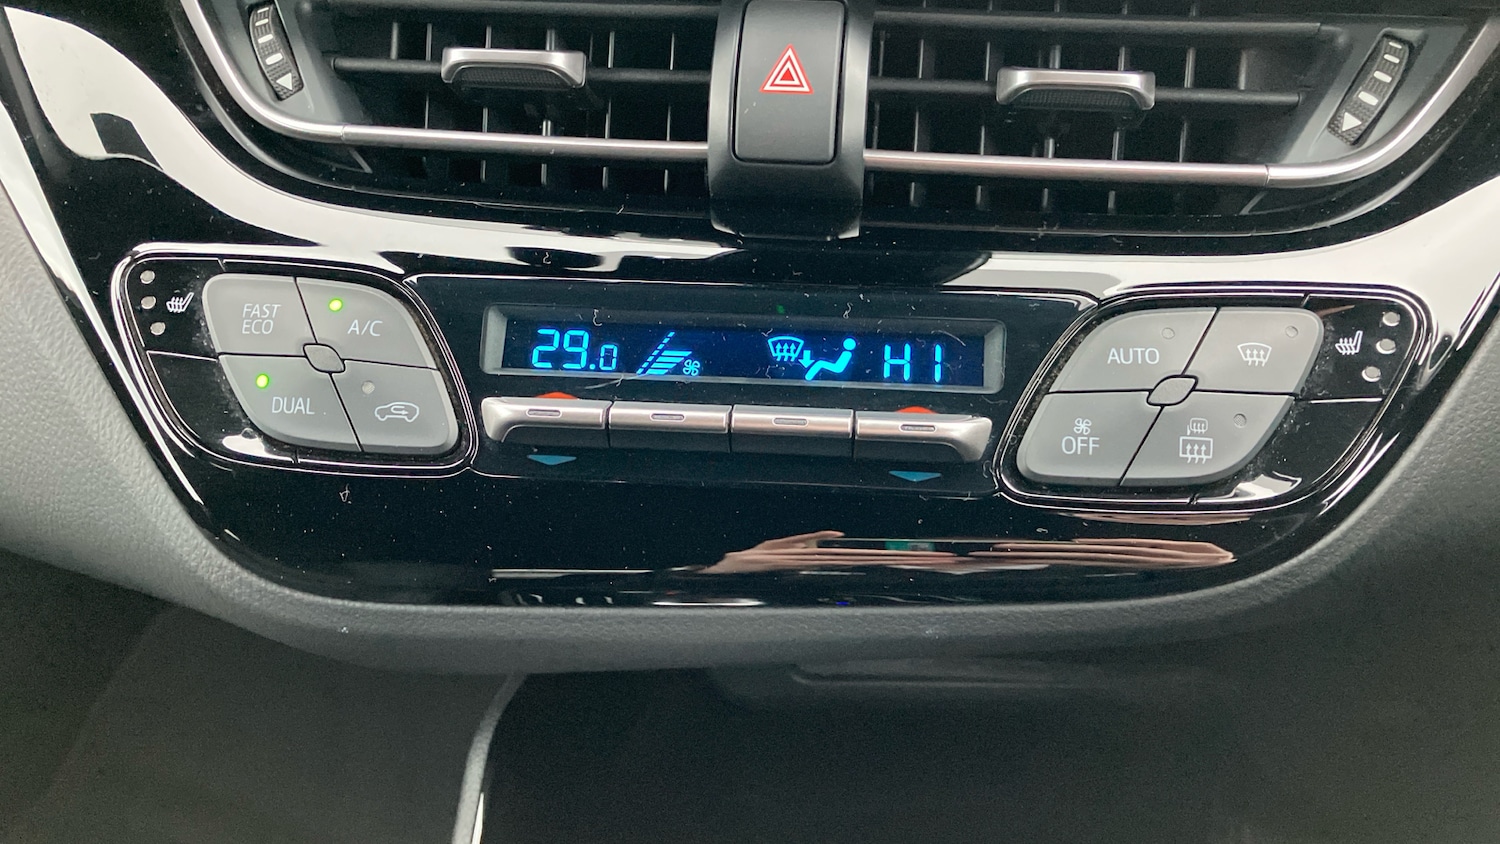 FAST
ECO
A/C
DUAL
29.0
HI
AUTO
OFF